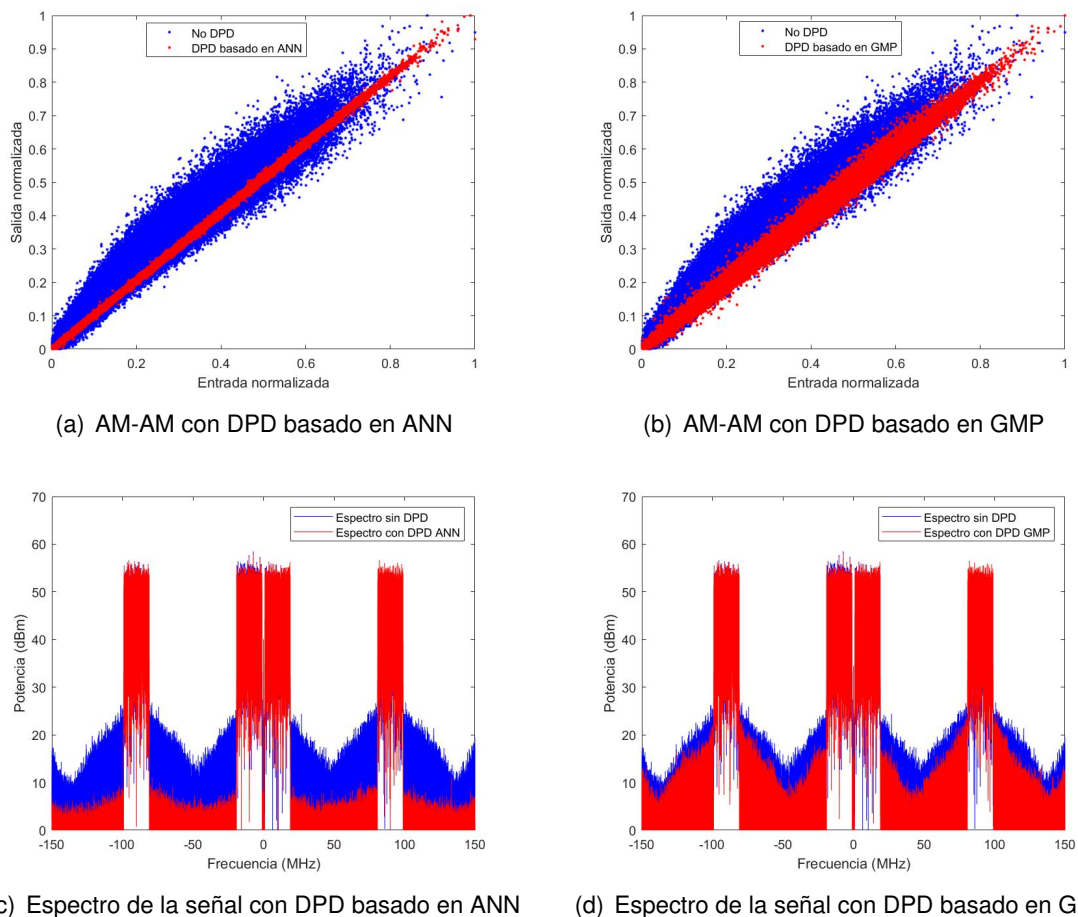 1
0.9
0.8
0.7
0.6
0.5
0.4
0.3
0.2
0.1
0
Salida normalizada
No DPD
DPD basado en ANN
0 0.2 0.4 0.6 0.8 1
Entrada normalizada
(a) AM-AM con DPD basado en ANN
1
0.9
0.8
0.7
0.6
0.5
0.4
0.3
0.2
0.1
0
Salida normalizada
No DPD
DPD basado en GMP
0 0.2 0.4 0.6 0.8 1
Entrada normalizada
(b) AM-AM con DPD basado en GMP
70
60
50
40
30
20
10
0
Potencia (dBm)
Espectro sin DPD
Espectro con DPD ANN
-150 -100 -50 0 50 100 150
Frecuencia (MHz)
c) Espectro de la señal con DPD basado en ANN
70
60
50
40
30
20
10
0
Potencia (dBm)
Espectro sin DPD
Espectro con DPD GMP
-150 -100 -50 0 50 100 150
Frecuencia (MHz)
(d) Espectro de la señal con DPD basado en G